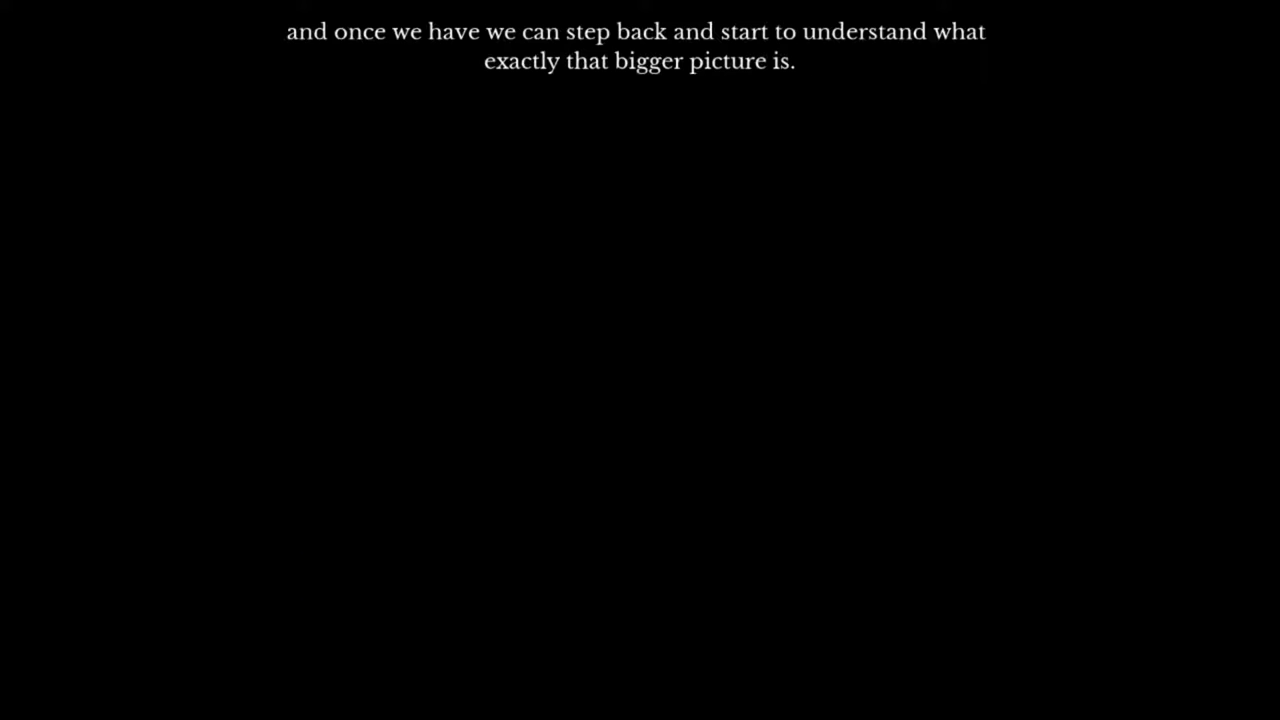 and once we have we can step back and start to understand what
exactly that bigger picture is.